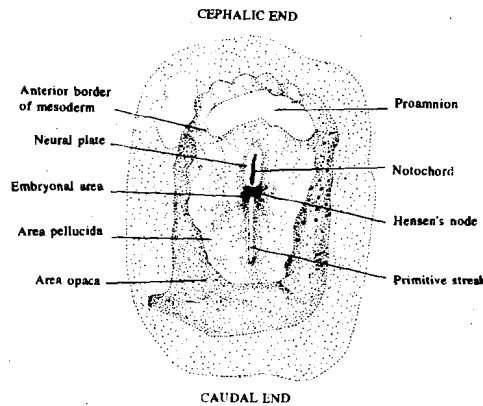 CEPHALIC END
Anterior border
of mesoderm
Proamnion
Neural plate
Notochord
Embryonal area
Hensen's node
Area pellucida
Primitive streak
Area opaca
CAUDAL END